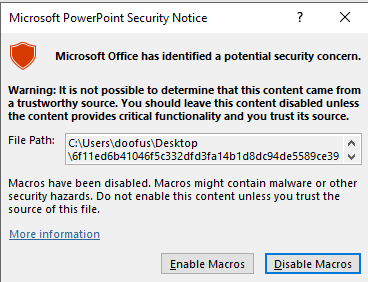 Microsoft PowerPoint Security Notice
?
Microsoft Office has identified a potential security concern.
Warning: It is not possible to determine that this content came from
a trustworthy source. You should leave this content disabled unless
the content provides critical functionality and you trust its source.
File Path:
C:\Users\doofus\Desktop
\6f11ed6b41046f5c332dfd3fa14b1d8dc94de5589ce39
Macros have been disabled. Macros might contain malware or other
security hazards. Do not enable this content unless you trust the
source of this file.
More information
Enable Macros
Disable Macros